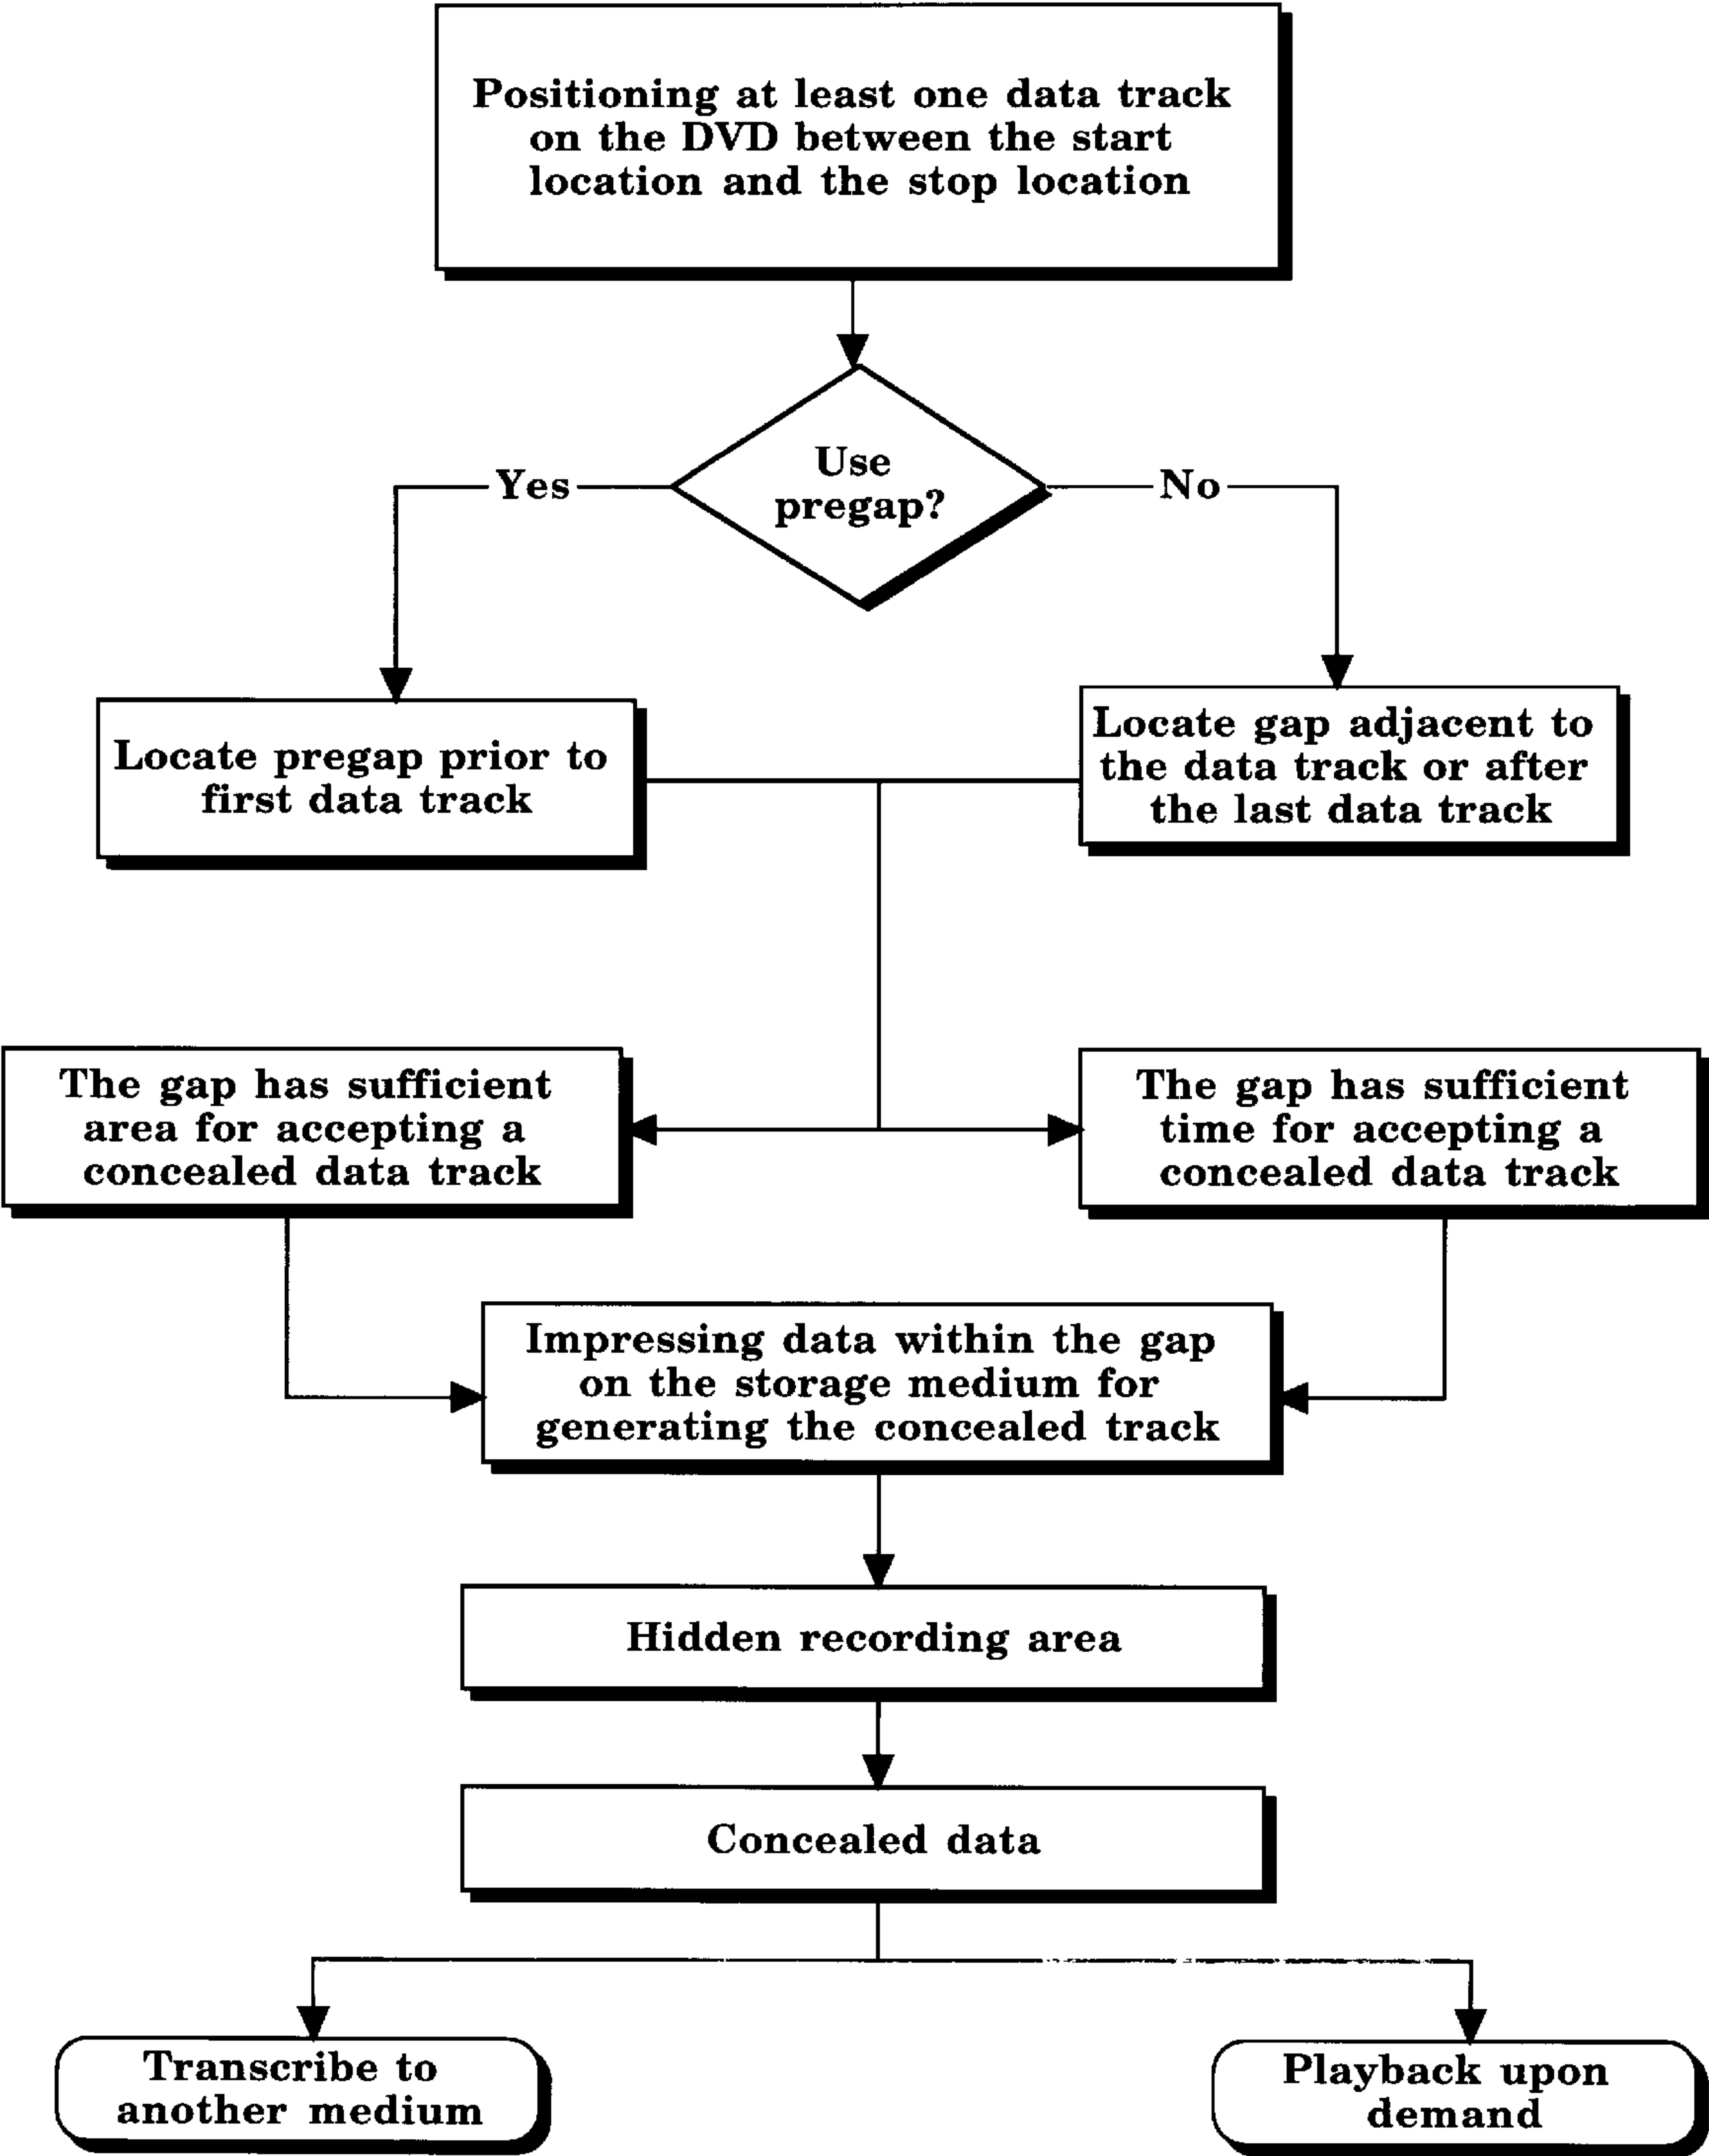 Positioning at least one data track
on the DVD between the start
location and the stop location
Use
pregap?
Yes
No
Locate pregap prior to
first data track
Locate gap adjacent to
the data track or after
the last data track
The gap has sufficient
area for accepting a
concealed data track
The gap has sufficient
time for accepting a
concealed data track
Impressing data within the gap
on the storage medium for
generating the concealed track
Hidden recording area
Concealed data
Transcribe to
another medium
Playback upon
demand